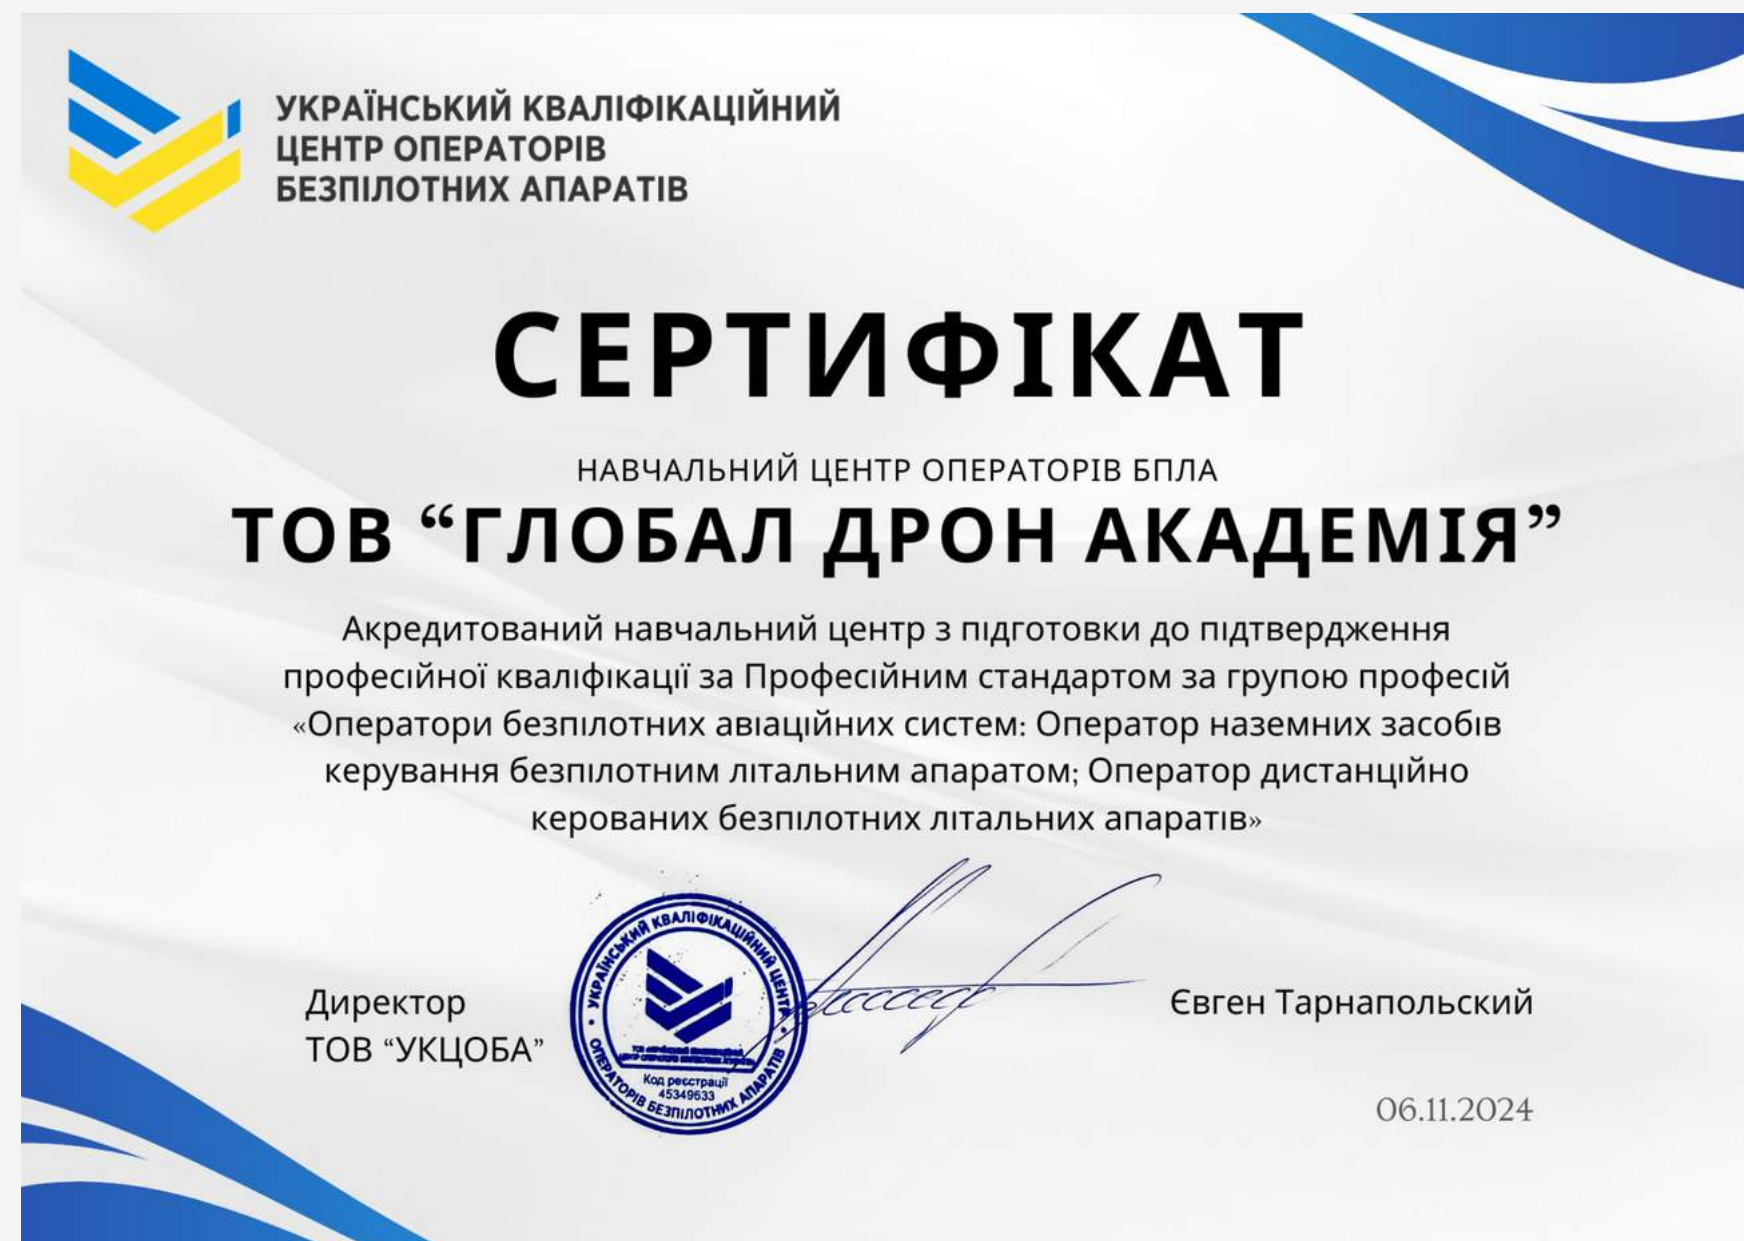 УКРАЇНСЬКИЙ КВАЛІФІКАЦІЙНИЙ
ЦЕНТР ОПЕРАТОРІВ
БЕЗПІЛОТНИХ АПАРАТІВ
СЕРТИФІКАТ
НАВЧАЛЬНИЙ ЦЕНТР ОПЕРАТОРІВ БПЛА
ТОВ “ГЛОБАЛ ДРОН АКАДЕМІЯ”
Акредитований навчальний центр з підготовки до підтвердження
професійної кваліфікації за Професійним стандартом за групою професій
«Оператори безпілотних авіаційних систем: Оператор наземних засобів
керування безпілотним літальним апаратом; Оператор дистанційно
керованих безпілотних літальних апаратів»
Директор
ТОВ “УКЦОБА”
УКРАЇНСЬКИЙ КВАЛІФІКАЦІЙНИЙ ЦЕНТР
ОПЕРАТОРІВ БЕЗПІЛОТНИХ АПАРАТІВ
Код реєстрації
45349633
Євген Тарнапольский
06.11.2024